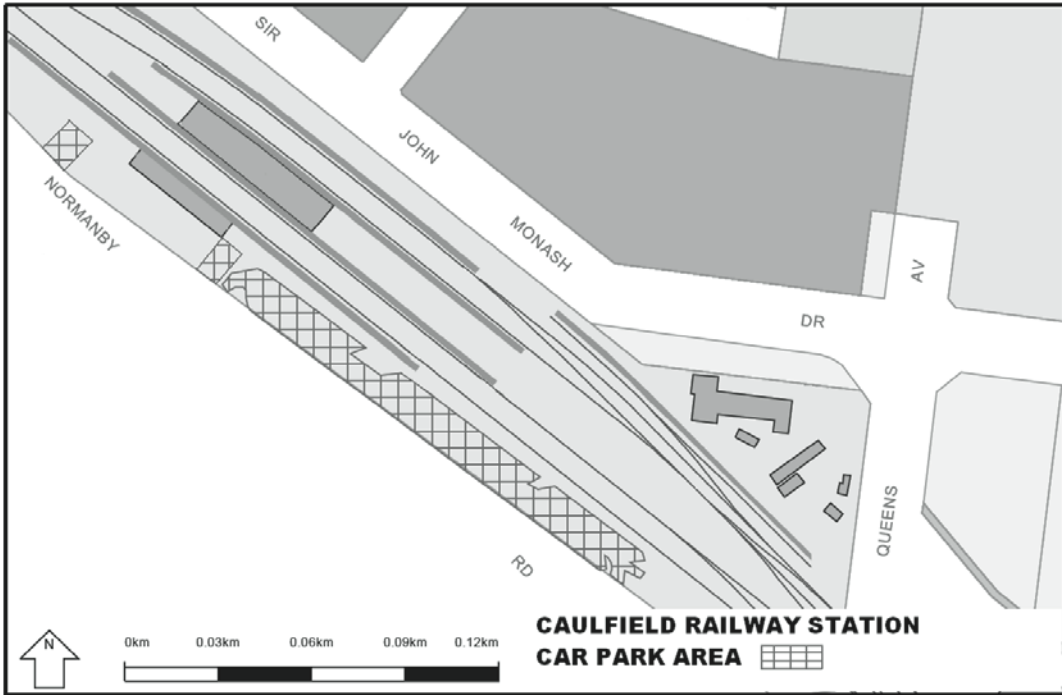 SIR
JOHN
MONASH
DR
AV
NORMANBY
RD
QUEENS
N
0km 0.03km 0.06km 0.09km 0.12km
CAULFIELD RAILWAY STATION
CAR PARK AREA